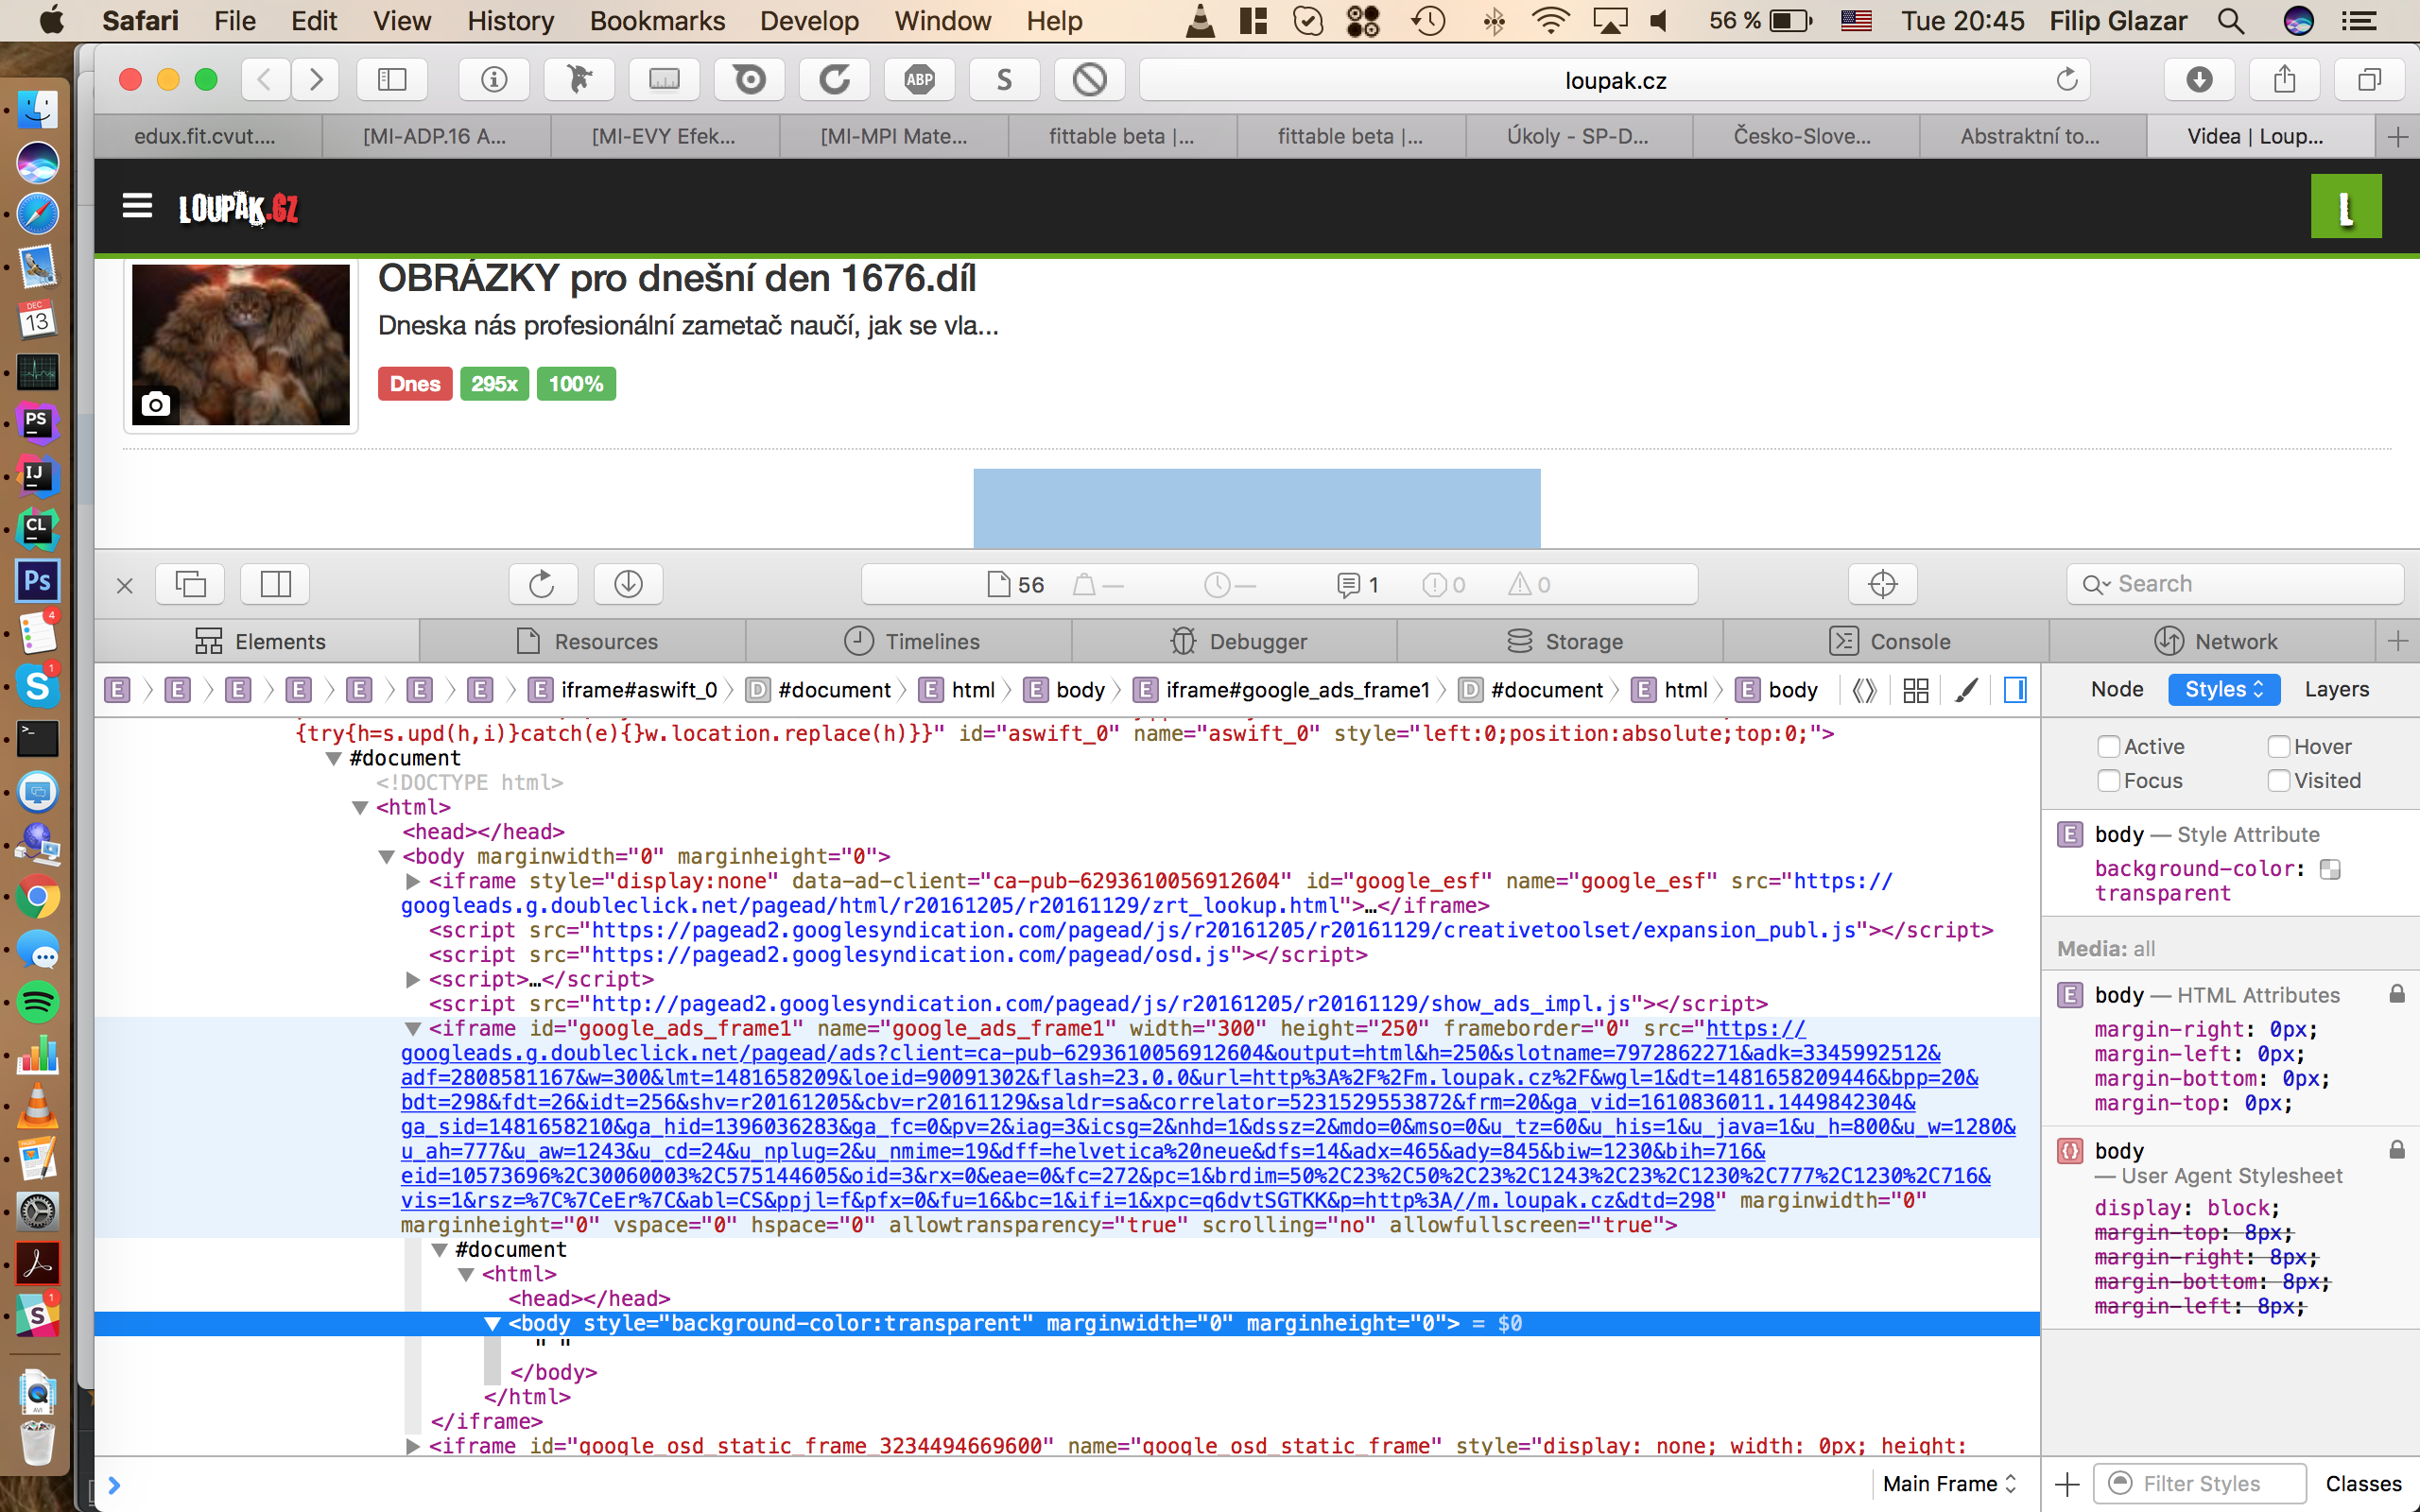 Safari File Edit View History Bookmarks Develop Window Help 56 % Tue 20:45 Filip Glazar
ABP S loupak.cz
edux.fit.cvut.... [MI-ADP.16 A... [MI-EVY Efek... [MI-MPI Mate... fittable beta |... fittable beta |... Úkoly - SP-D... Česko-Slove... Abstraktní to... Videa | Loup...
LOUPAK.CZ L
OBRÁZKY pro dnešní den 1676.díl
Dneska nás profesionální zametač naučí, jak se vla...
Dnes 295x 100%
DEC
13
PS
IJ
CL
Ps
4
1
S
1
S
AVI
56 — — 1 0 0 Search
Elements Resources Timelines Debugger Storage Console Network
E E E E E E E E iframe#aswift_0 D #document E html E body E iframe#google_ads_frame1 D #document E html E body Node Styles Layers
{try{h=s.upd(h,i)}catch(e){}w.location.replace(h)}}" id="aswift_0" name="aswift_0" style="left:0;position:absolute;top:0;">
#document
<!DOCTYPE html>
<html>
<head></head>
<body marginwidth="0" marginheight="0">
<iframe style="display:none" data-ad-client="ca-pub-6293610056912604" id="google_esf" name="google_esf" src="https://
googleads.g.doubleclick.net/pagead/html/r20161205/r20161129/zrt_lookup.html">…</iframe>
<script src="https://pagead2.googlesyndication.com/pagead/js/r20161205/r20161129/creativetoolset/expansion_publ.js"></script>
<script src="https://pagead2.googlesyndication.com/pagead/osd.js"></script>
<script>…</script>
<script src="http://pagead2.googlesyndication.com/pagead/js/r20161205/r20161129/show_ads_impl.js"></script>
<iframe id="google_ads_frame1" name="google_ads_frame1" width="300" height="250" frameborder="0" src="https://
googleads.g.doubleclick.net/pagead/ads?client=ca-pub-6293610056912604&output=html&h=250&slotname=7972862271&adk=3345992512&
adf=2808581167&w=300&lmt=1481658209&loeid=90091302&flash=23.0.0&url=http%3A%2F%2Fm.loupak.cz%2F&wgl=1&dt=1481658209446&bpp=20&
bdt=298&fdt=26&idt=256&shv=r20161205&cbv=r20161129&saldr=sa&correlator=5231529553872&frm=20&ga_vid=1610836011.1449842304&
ga_sid=1481658210&ga_hid=1396036283&ga_fc=0&pv=2&iag=3&icsg=2&nhd=1&dssz=2&mdo=0&mso=0&u_tz=60&u_his=1&u_java=1&u_h=800&u_w=1280&
u_ah=777&u_aw=1243&u_cd=24&u_nplug=2&u_nmime=19&dff=helvetica%20neue&dfs=14&adx=465&ady=845&biw=1230&bih=716&
eid=10573696%2C30060003%2C575144605&oid=3&rx=0&eae=0&fc=272&pc=1&brdim=50%2C23%2C50%2C23%2C1243%2C23%2C1230%2C777%2C1230%2C716&
vis=1&rsz=%7C%7CeEr%7C&abl=CS&ppjl=f&pfx=0&fu=16&bc=1&ifi=1&xpc=q6dvtSGTKK&p=http%3A//m.loupak.cz&dtd=298" marginwidth="0"
marginheight="0" vspace="0" hspace="0" allowtransparency="true" scrolling="no" allowfullscreen="true">
#document
<html>
<head></head>
<body style="background-color:transparent" marginwidth="0" marginheight="0"> = $0
" "
</body>
</html>
</iframe>
<iframe id="google_osd_static_frame_3234494669600" name="google_osd_static_frame" style="display: none; width: 0px; height:
Active Hover
Focus Visited
E body — Style Attribute
background-color:
transparent
Media: all
E body — HTML Attributes
margin-right: 0px;
margin-left: 0px;
margin-bottom: 0px;
margin-top: 0px;
{} body
— User Agent Stylesheet
display: block;
margin-top: 8px;
margin-right: 8px;
margin-bottom: 8px;
margin-left: 8px;
Main Frame Filter Styles Classes